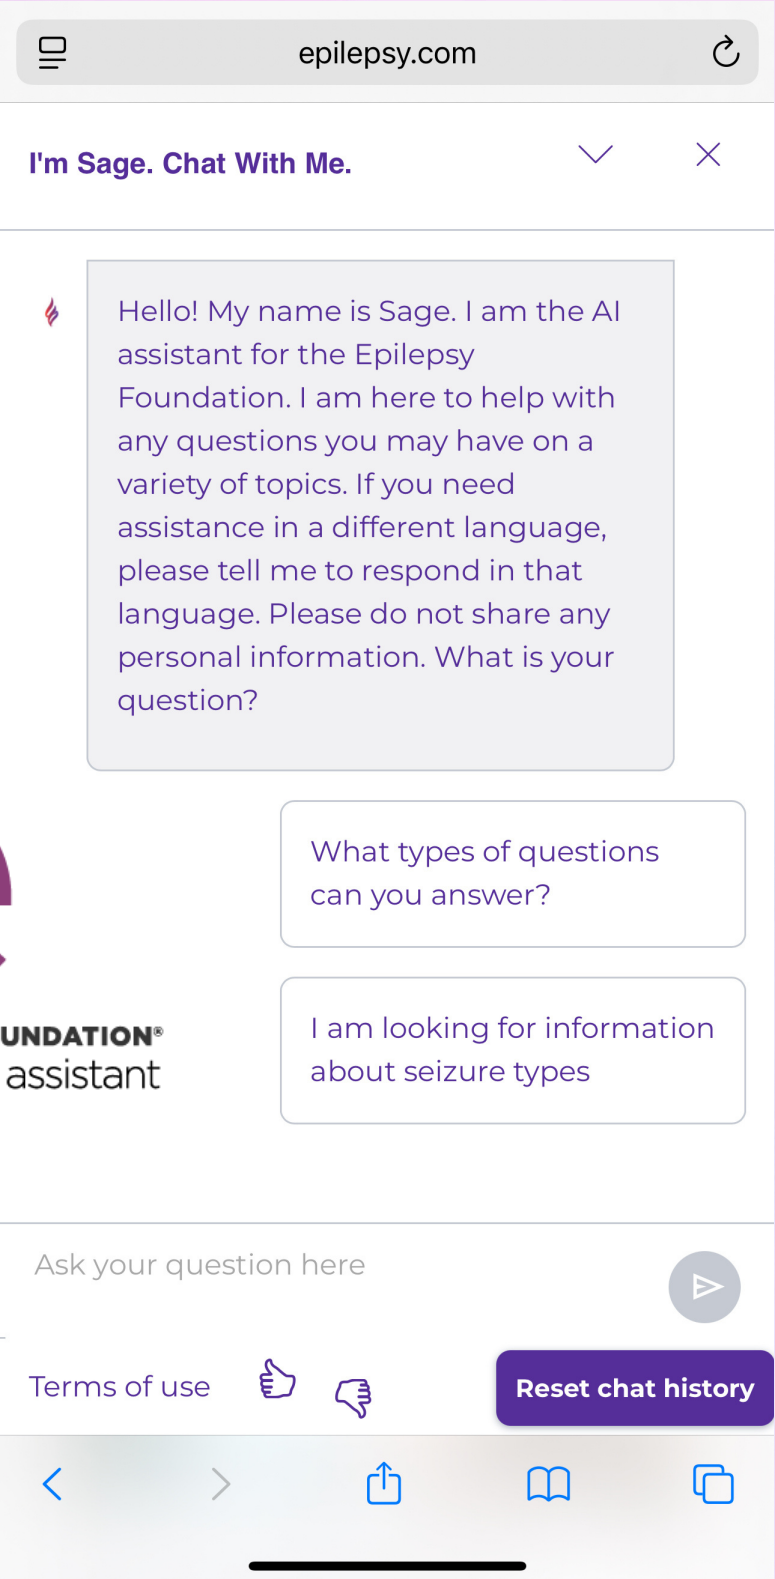 epilepsy.com
I'm Sage. Chat With Me.
Hello! My name is Sage. I am the AI
assistant for the Epilepsy
Foundation. I am here to help with
any questions you may have on a
variety of topics. If you need
assistance in a different language,
please tell me to respond in that
language. Please do not share any
personal information. What is your
question?
What types of questions
can you answer?
I am looking for information
about seizure types
UNDATION®
assistant
Ask your question here
Terms of use
Reset chat history